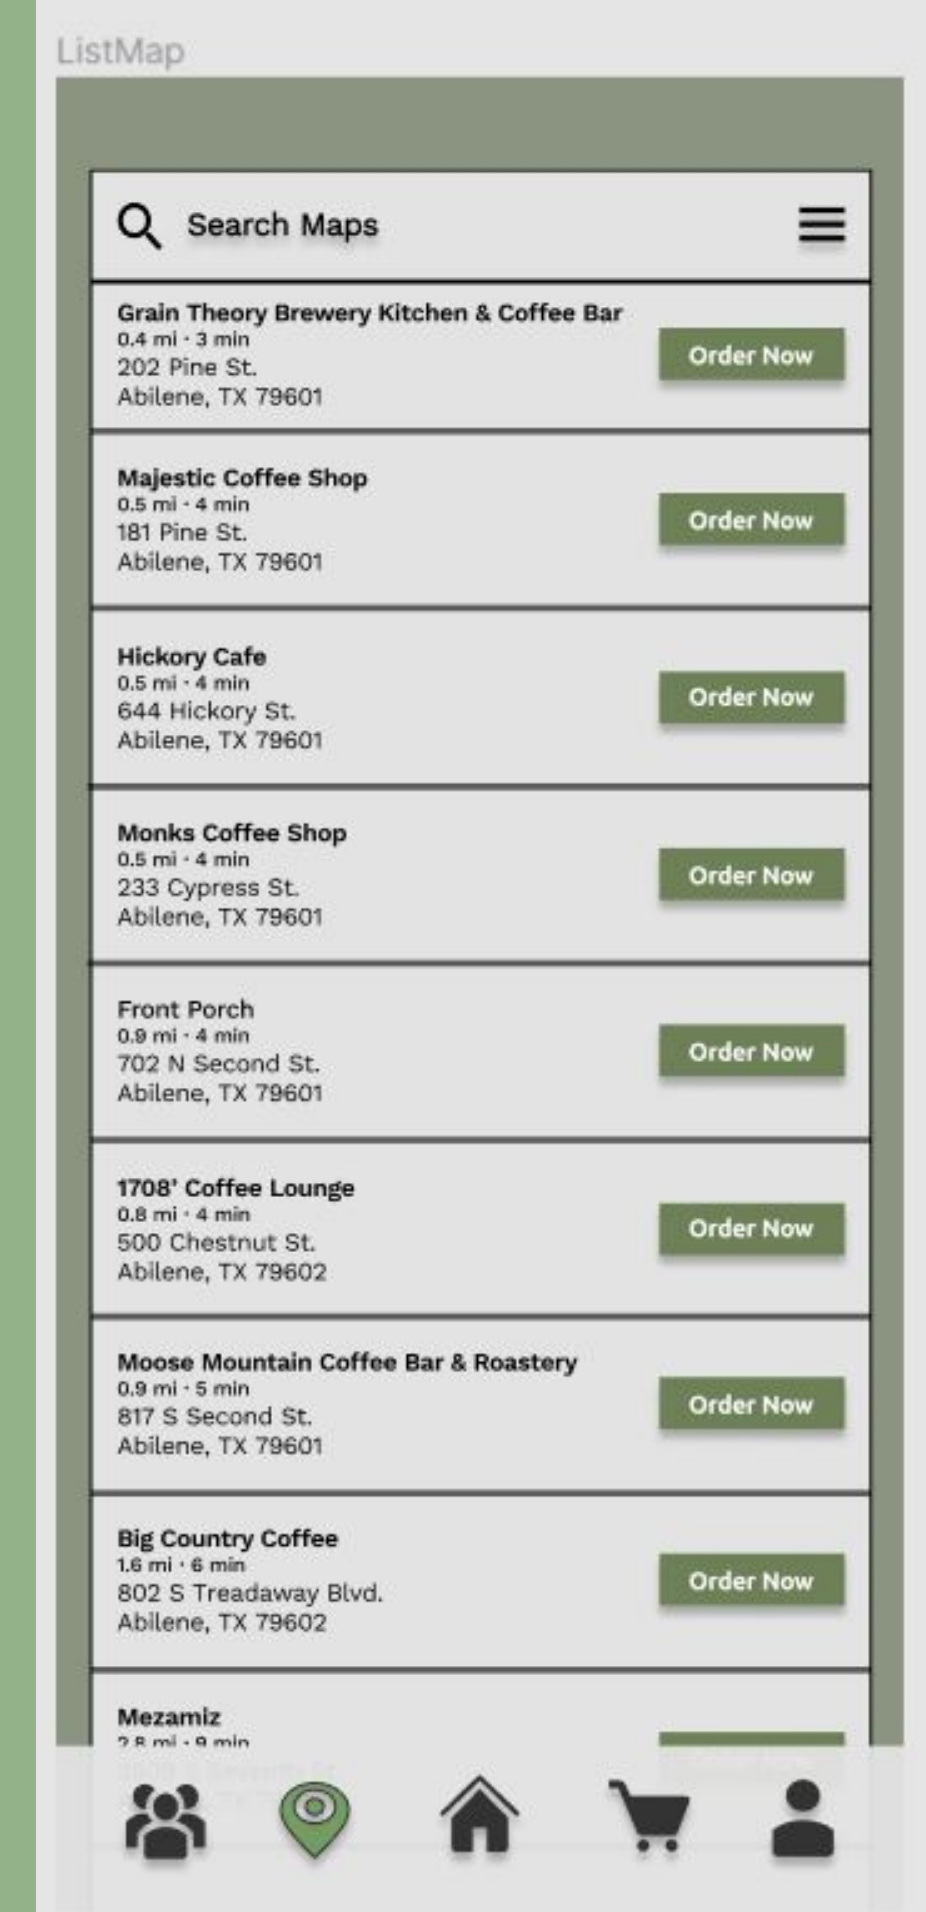 ListMap
Search Maps
Grain Theory Brewery Kitchen & Coffee Bar
0.4 mi · 3 min
202 Pine St.
Abilene, TX 79601
Order Now
Majestic Coffee Shop
0.5 mi · 4 min
181 Pine St.
Abilene, TX 79601
Order Now
Hickory Cafe
0.5 mi · 4 min
644 Hickory St.
Abilene, TX 79601
Order Now
Monks Coffee Shop
0.5 mi · 4 min
233 Cypress St.
Abilene, TX 79601
Order Now
Front Porch
0.9 mi · 4 min
702 N Second St.
Abilene, TX 79601
Order Now
1708' Coffee Lounge
0.8 mi · 4 min
500 Chestnut St.
Abilene, TX 79602
Order Now
Moose Mountain Coffee Bar & Roastery
0.9 mi · 5 min
817 S Second St.
Abilene, TX 79601
Order Now
Big Country Coffee
1.6 mi · 6 min
802 S Treadaway Blvd.
Abilene, TX 79602
Order Now
Mezamiz
2.8 mi · 9 min